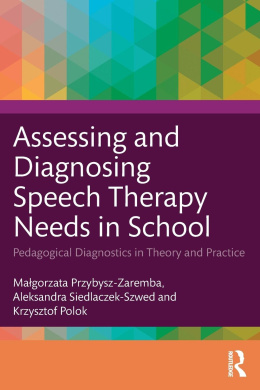 Assessing and
Diagnosing
Speech Therapy
Needs in School
Pedagogical Diagnostics in Theory and Practice
Małgorzata Przybysz-Zaremba,
Aleksandra Siedlaczek-Szwed and
Krzysztof Polok
R
ROUTLEDGE